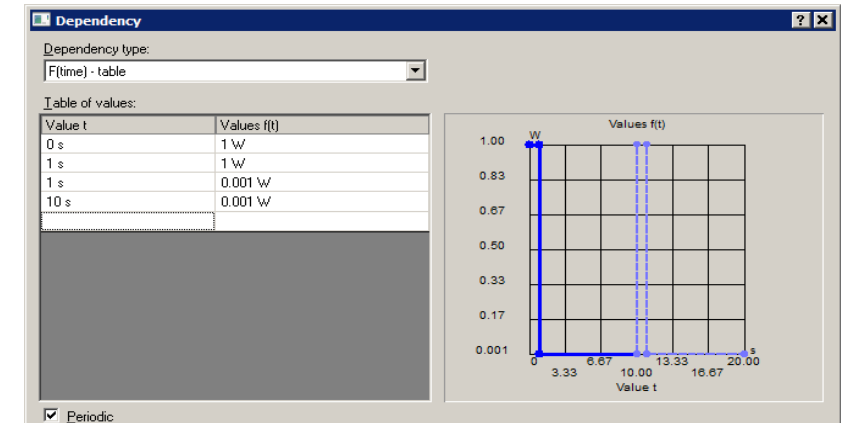 Dependency
Dependency type:
F(time) - table
Table of values:
Value t Values f(t)
0 s 1 W
1 s 1 W
1 s 0.001 W
10 s 0.001 W
Values f(t)
W
1.00
0.83
0.67
0.50
0.33
0.17
0.001
s
0 6.67 13.33 20.00
3.33 10.00 16.67
Value t
Periodic